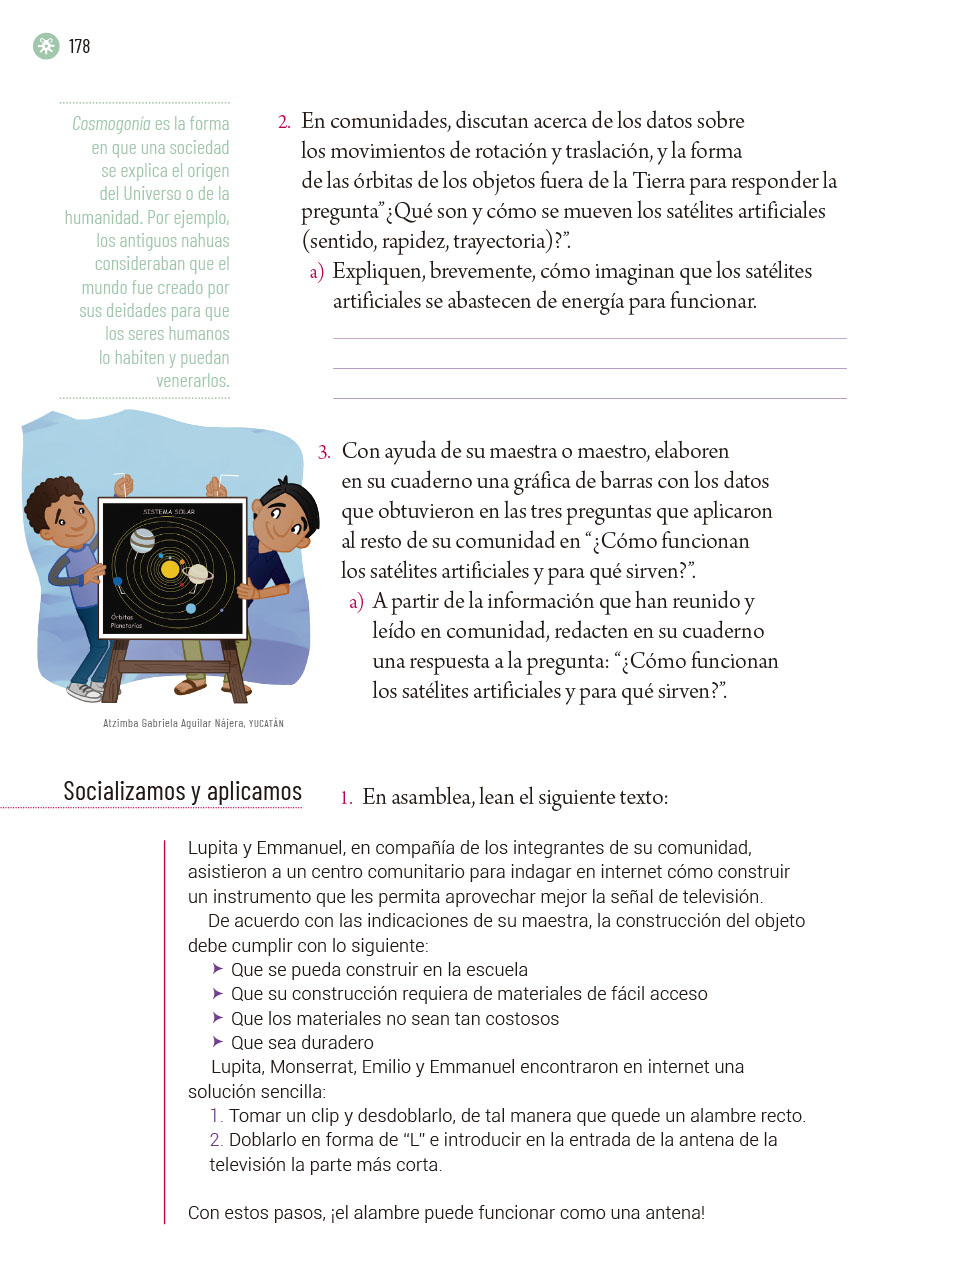 178
Cosmogonía es la forma
en que una sociedad
se explica el origen
del Universo o de la
humanidad. Por ejemplo,
los antiguos nahuas
consideraban que el
mundo fue creado por
sus deidades para que
los seres humanos
lo habiten y puedan
venerarlos.
2. En comunidades, discutan acerca de los datos sobre
los movimientos de rotación y traslación, y la forma
de las órbitas de los objetos fuera de la Tierra para responder la
pregunta”¿Qué son y cómo se mueven los satélites artificiales
(sentido, rapidez, trayectoria)?”.
a) Expliquen, brevemente, cómo imaginan que los satélites
artificiales se abastecen de energía para funcionar.
SISTEMA SOLAR
Órbitas
Planetarias
Atzimba Gabriela Aguilar Nájera, YUCATÁN
3. Con ayuda de su maestra o maestro, elaboren
en su cuaderno una gráfica de barras con los datos
que obtuvieron en las tres preguntas que aplicaron
al resto de su comunidad en “¿Cómo funcionan
los satélites artificiales y para qué sirven?”.
a) A partir de la información que han reunido y
leído en comunidad, redacten en su cuaderno
una respuesta a la pregunta: “¿Cómo funcionan
los satélites artificiales y para qué sirven?”.
Socializamos y aplicamos
1. En asamblea, lean el siguiente texto:
Lupita y Emmanuel, en compañía de los integrantes de su comunidad,
asistieron a un centro comunitario para indagar en internet cómo construir
un instrumento que les permita aprovechar mejor la señal de televisión.
De acuerdo con las indicaciones de su maestra, la construcción del objeto
debe cumplir con lo siguiente:
➤ Que se pueda construir en la escuela
➤ Que su construcción requiera de materiales de fácil acceso
➤ Que los materiales no sean tan costosos
➤ Que sea duradero
Lupita, Monserrat, Emilio y Emmanuel encontraron en internet una
solución sencilla:
1. Tomar un clip y desdoblarlo, de tal manera que quede un alambre recto.
2. Doblarlo en forma de “L” e introducir en la entrada de la antena de la
televisión la parte más corta.
Con estos pasos, ¡el alambre puede funcionar como una antena!